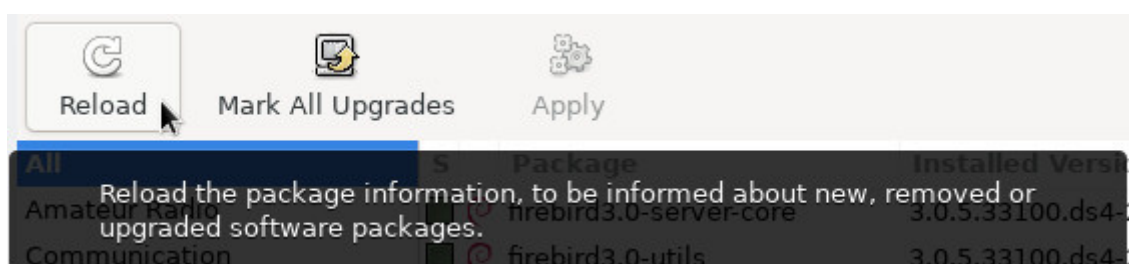 Reload Mark All Upgrades Apply
All S Package Installed Versi
Reload the package information, to be informed about new, removed or
Amateur Radio firebird3.0-server-core 3.0.5.33100.ds4-2
upgraded software packages.
Communication firebird3.0-utils 3.0.5.33100.ds4-2